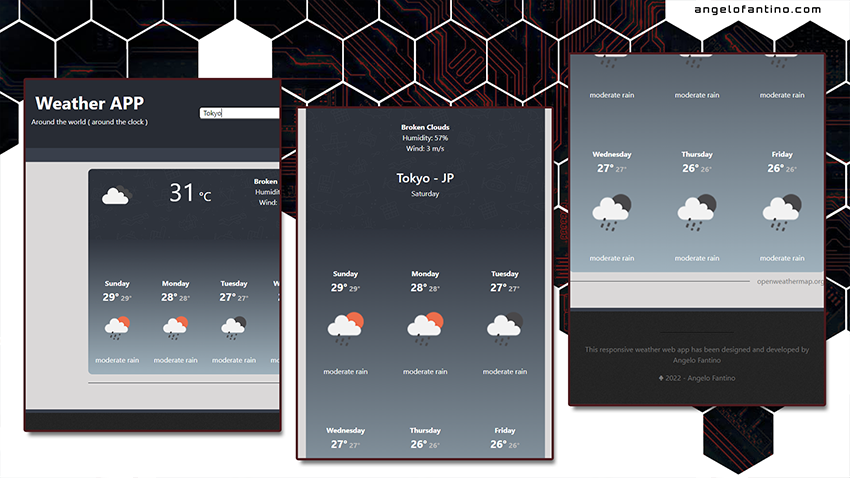 angelofantino.com
Weather APP
Around the world ( around the clock )
Tokyo
31 °C
Broken
Humidit
Wind:
Sunday Monday Tuesday W
29° 29° 28° 28° 27° 27°
moderate rain moderate rain moderate rain mod
Broken Clouds
Humidity: 57%
Wind: 3 m/s
Tokyo - JP
Saturday
Sunday Monday Tuesday
29° 29° 28° 28° 27° 27°
moderate rain moderate rain moderate rain
Wednesday Thursday Friday
27° 27° 26° 26° 26° 26°
moderate rain moderate rain moderate rain
Wednesday Thursday Friday
27° 27° 26° 26° 26° 26°
moderate rain moderate rain moderate rain
openweathermap.org
This responsive weather web app has been designed and developed by
Angelo Fantino
♦ 2022 - Angelo Fantino